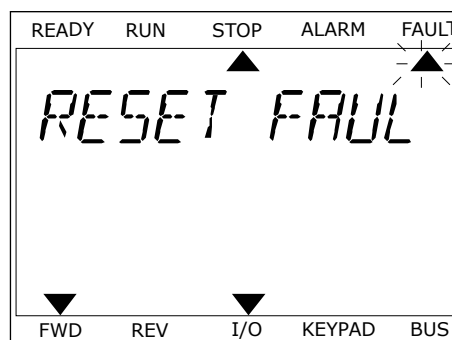 READY RUN STOP ALARM FAULT
RESET FAUL
FWD REV I/O KEYPAD BUS